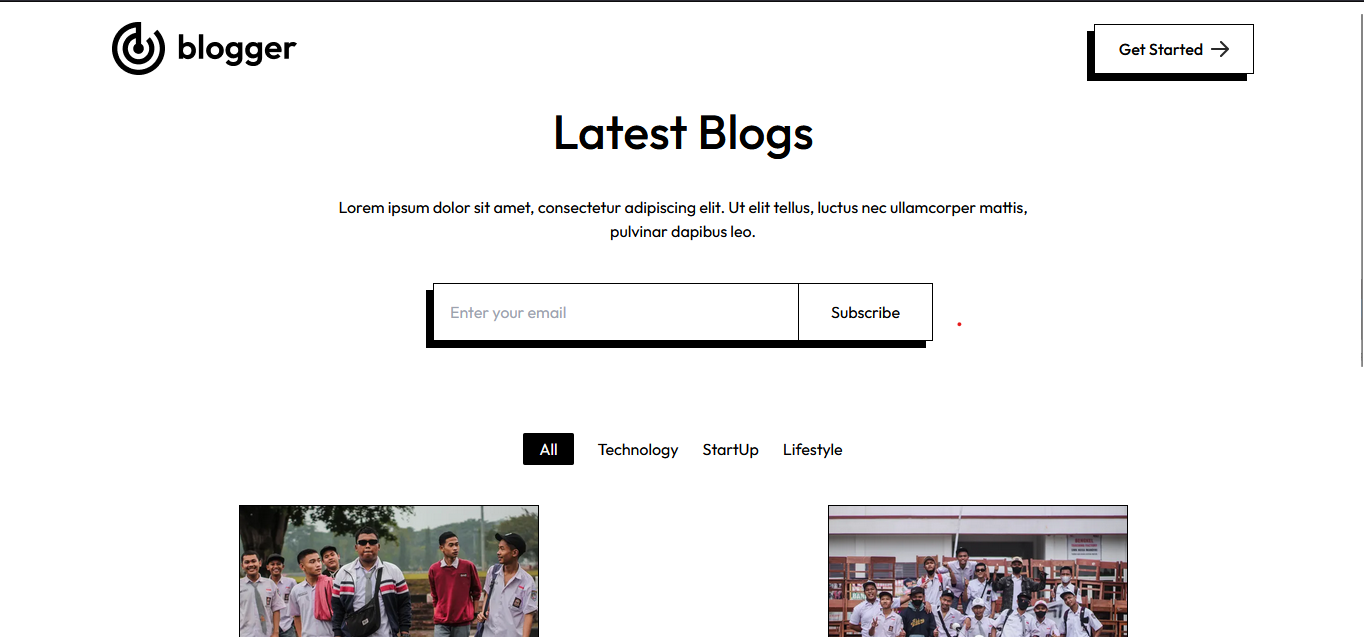 blogger
Get Started
Latest Blogs
Lorem ipsum dolor sit amet, consectetur adipiscing elit. Ut elit tellus, luctus nec ullamcorper mattis,
pulvinar dapibus leo.
Enter your email
Subscribe
All
Technology
StartUp
Lifestyle